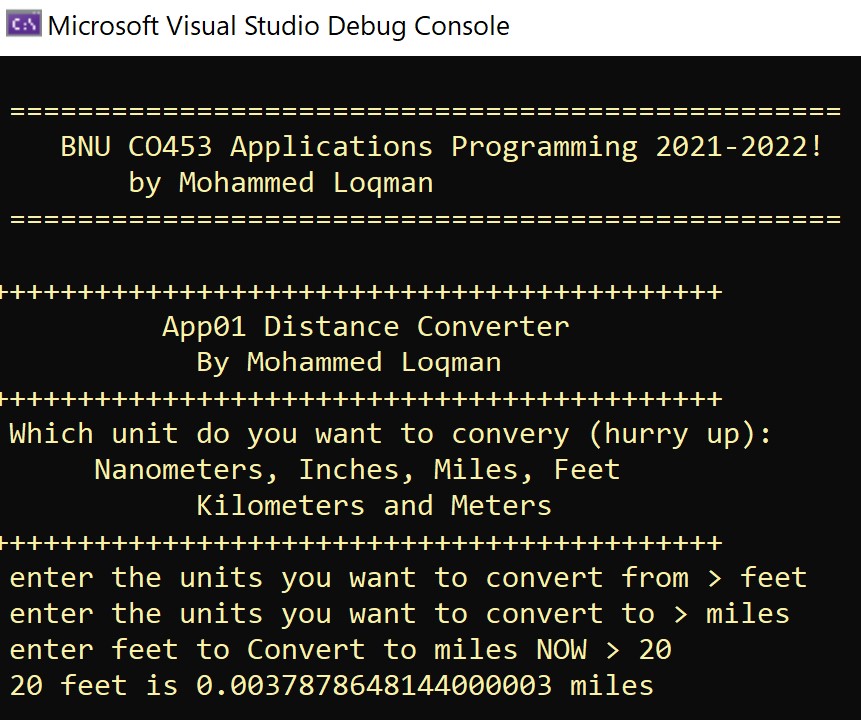 C:\
Microsoft Visual Studio Debug Console
=================================================
BNU CO453 Applications Programming 2021-2022!
by Mohammed Loqman
=================================================
+++++++++++++++++++++++++++++++++++++++++++
App01 Distance Converter
By Mohammed Loqman
+++++++++++++++++++++++++++++++++++++++++++
Which unit do you want to convery (hurry up):
Nanometers, Inches, Miles, Feet
Kilometers and Meters
+++++++++++++++++++++++++++++++++++++++++++
enter the units you want to convert from > feet
enter the units you want to convert to > miles
enter feet to Convert to miles NOW > 20
20 feet is 0.0037878648144000003 miles